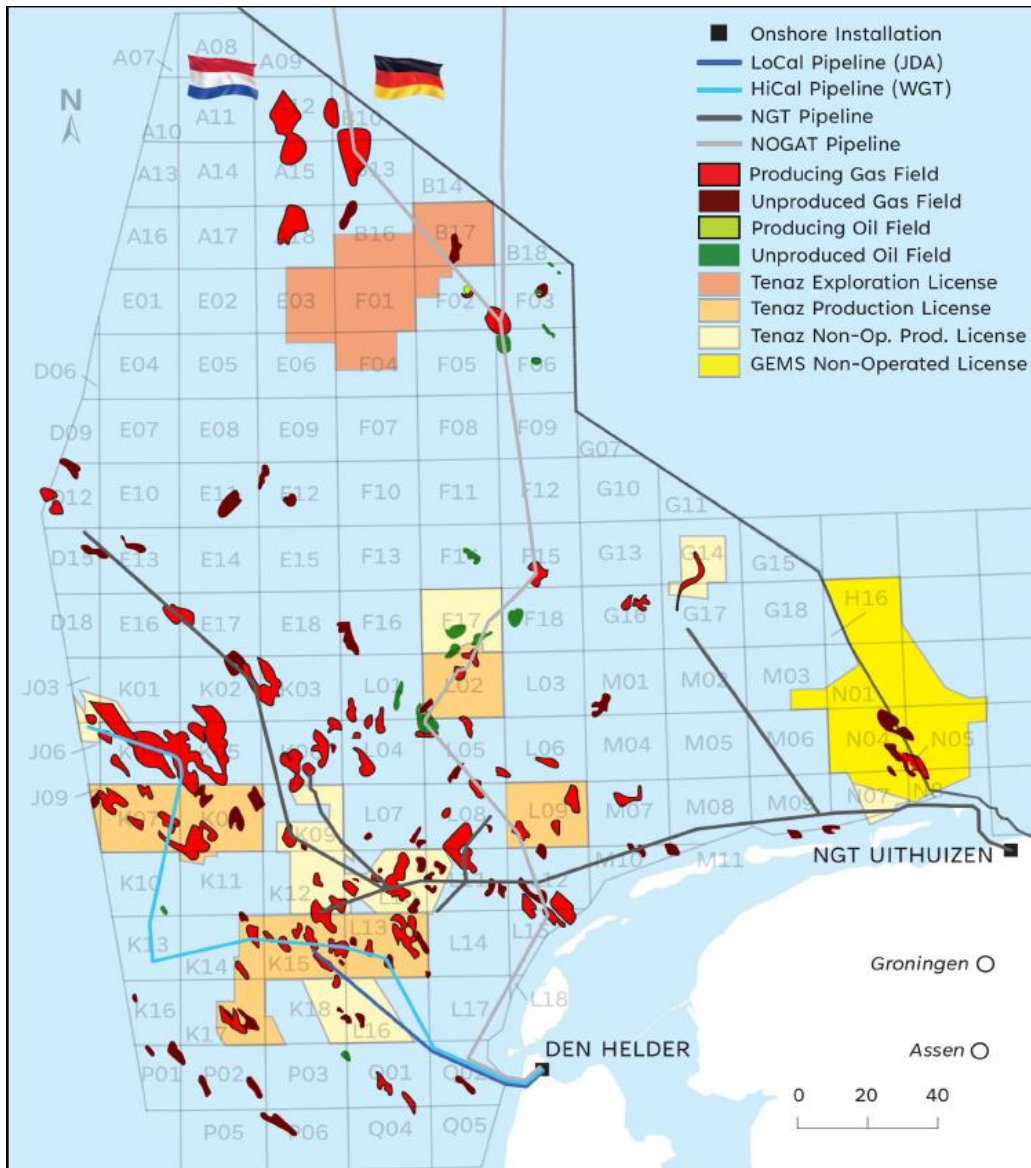 Onshore Installation
LoCal Pipeline (JDA)
HiCal Pipeline (WGT)
NGT Pipeline
NOGAT Pipeline
Producing Gas Field
Unproduced Gas Field
Producing Oil Field
Unproduced Oil Field
Tenaz Exploration License
Tenaz Production License
Tenaz Non-Op. Prod. License
GEMS Non-Operated License
N
A07
A08
A09
A10
A11
B10
A13
A14
A15
B14
A16
A17
B16
B17
B18
E01
E02
E03
F01
F02
F03
D06
E04
E05
E06
F04
F05
F06
D09
E07
E08
E09
F07
F08
F09
G07
D12
E10
E11
E12
F10
F11
F12
G10
G11
D15
E13
E14
E15
F13
F15
G13
G14
G15
D18
E16
E17
E18
F16
F17
F18
G16
G17
G18
H16
J03
K01
K02
K03
L03
L02
L03
M01
M02
M03
N01
J06
L04
L05
L06
M04
M05
M06
N04
N05
J09
K07
K09
L07
L08
L09
M07
M08
M09
N07
K10
K11
K12
M10
M11
NGT UITHUIZEN
K13
K14
K15
L13
L14
L15
Groningen
K16
K17
K18
L16
L17
L18
DEN HELDER
Assen
P01
P02
P03
Q01
Q02
P05
P06
Q04
Q05
0
20
40